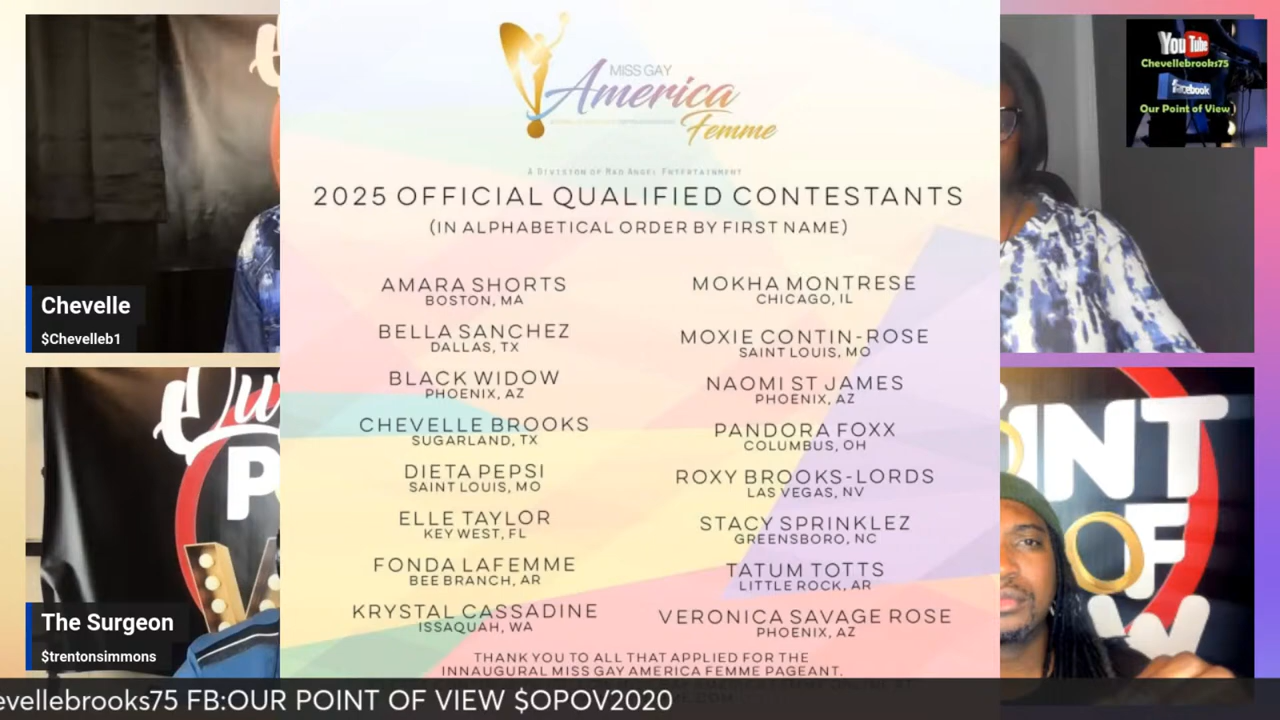 MISS GAY
America
Femme
A DIVISION OF MAD ANGEL ENTERTAINMENT
2025 OFFICIAL QUALIFIED CONTESTANTS
(IN ALPHABETICAL ORDER BY FIRST NAME)
AMARA SHORTS
BOSTON, MA
BELLA SANCHEZ
DALLAS, TX
BLACK WIDOW
PHOENIX, AZ
CHEVELLE BROOKS
SUGARLAND, TX
DIETA PEPSI
SAINT LOUIS, MO
ELLE TAYLOR
KEY WEST, FL
FONDA LAFEMME
BEE BRANCH, AR
KRYSTAL CASSADINE
ISSAQUAH, WA
MOKHA MONTRESE
CHICAGO, IL
MOXIE CONTIN-ROSE
SAINT LOUIS, MO
NAOMI ST JAMES
PHOENIX, AZ
PANDORA FOXX
COLUMBUS, OH
ROXY BROOKS-LORDS
LAS VEGAS, NV
STACY SPRINKLEZ
GREENSBORO, NC
TATUM TOTTS
LITTLE ROCK, AR
VERONICA SAVAGE ROSE
PHOENIX, AZ
THANK YOU TO ALL THAT APPLIED FOR THE
INNAUGURAL MISS GAY AMERICA FEMME PAGEANT.
You Tube
Chevellebrooks75
facebook
Our Point of View
Chevelle
$Chevelleb1
The Surgeon
$trentonsimmons
Ou
P
V
INT
OF
W
evellebrooks75 FB:OUR POINT OF VIEW $OPOV2020